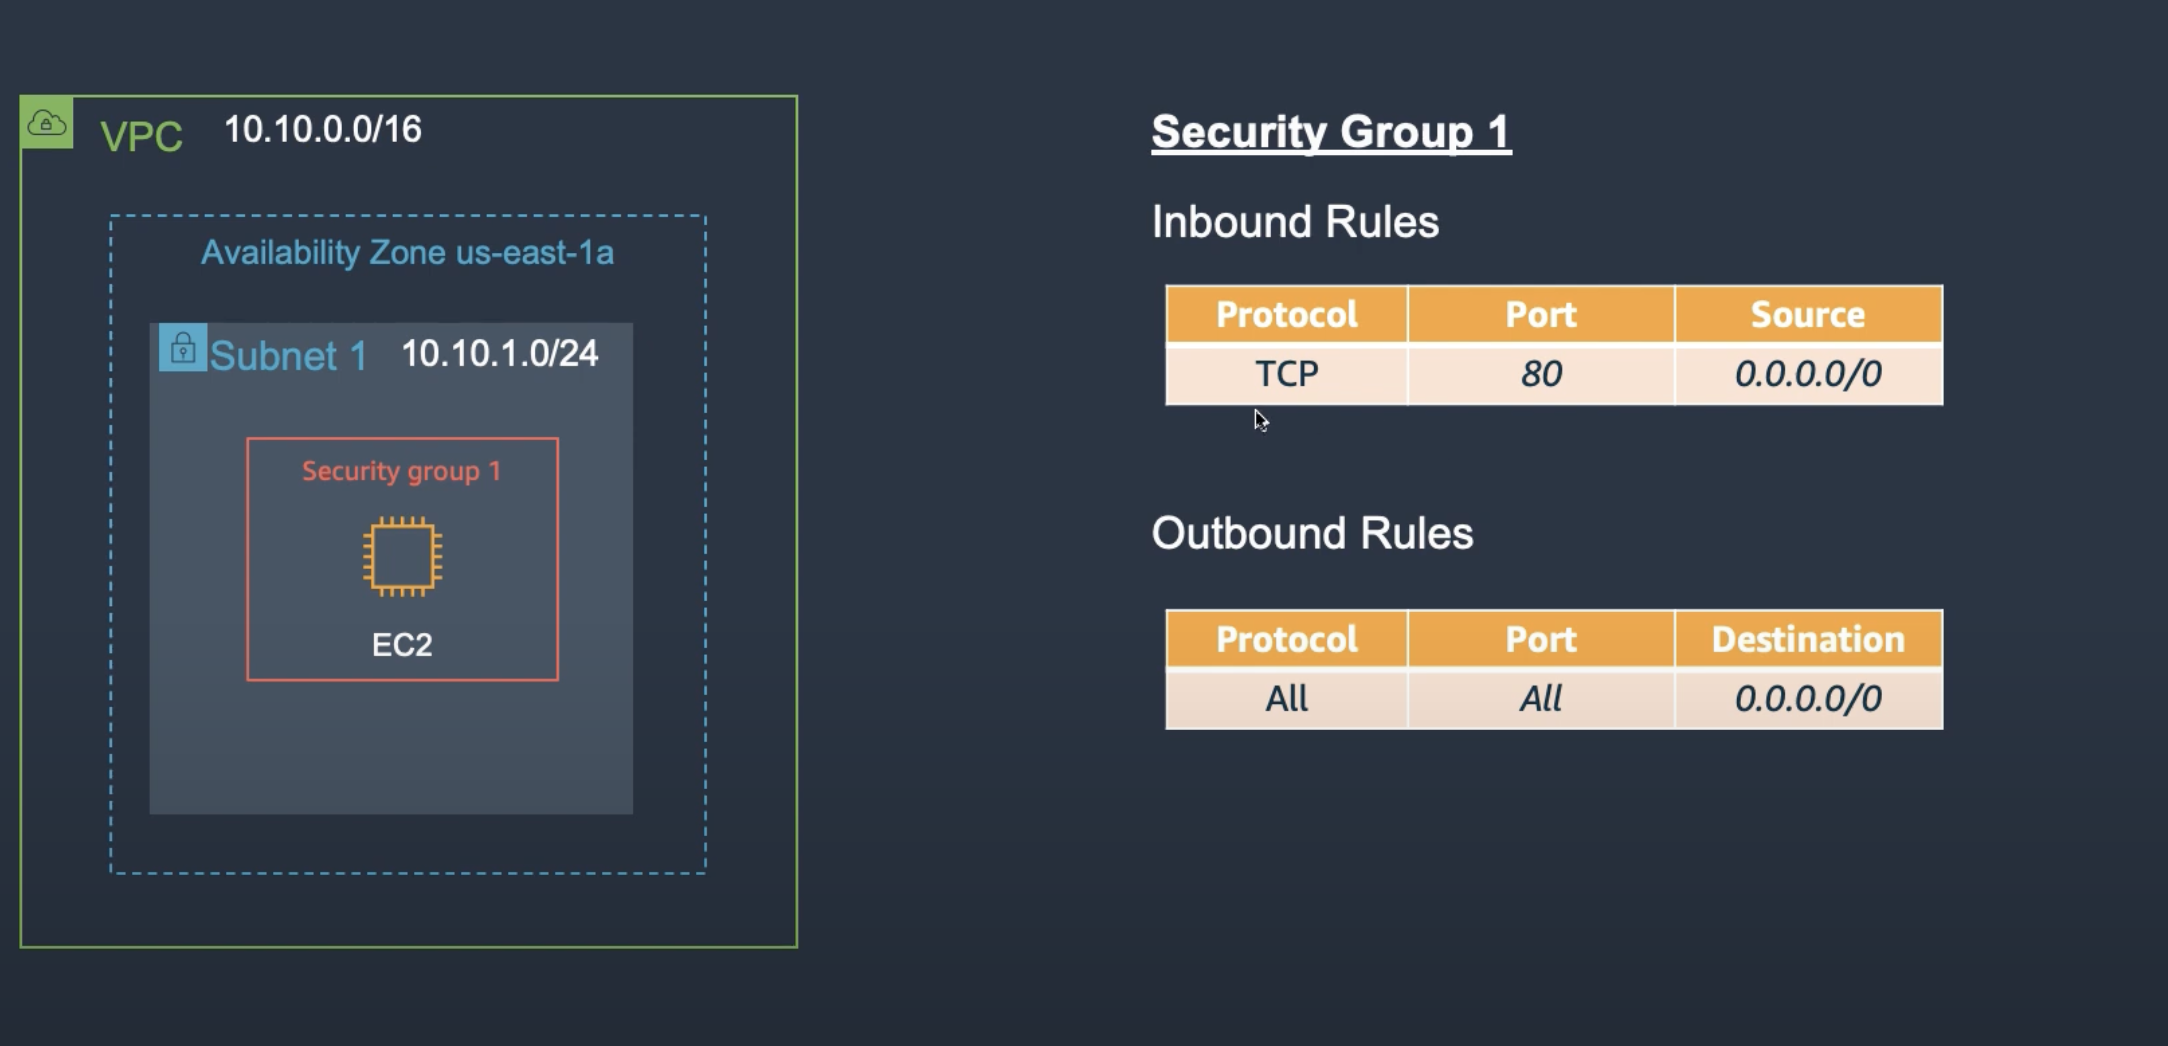 VPC 10.10.0.0/16
Availability Zone us-east-1a
Subnet 1 10.10.1.0/24
Security group 1
EC2
Security Group 1
Inbound Rules
Protocol Port Source
TCP 80 0.0.0.0/0
Outbound Rules
Protocol Port Destination
All All 0.0.0.0/0